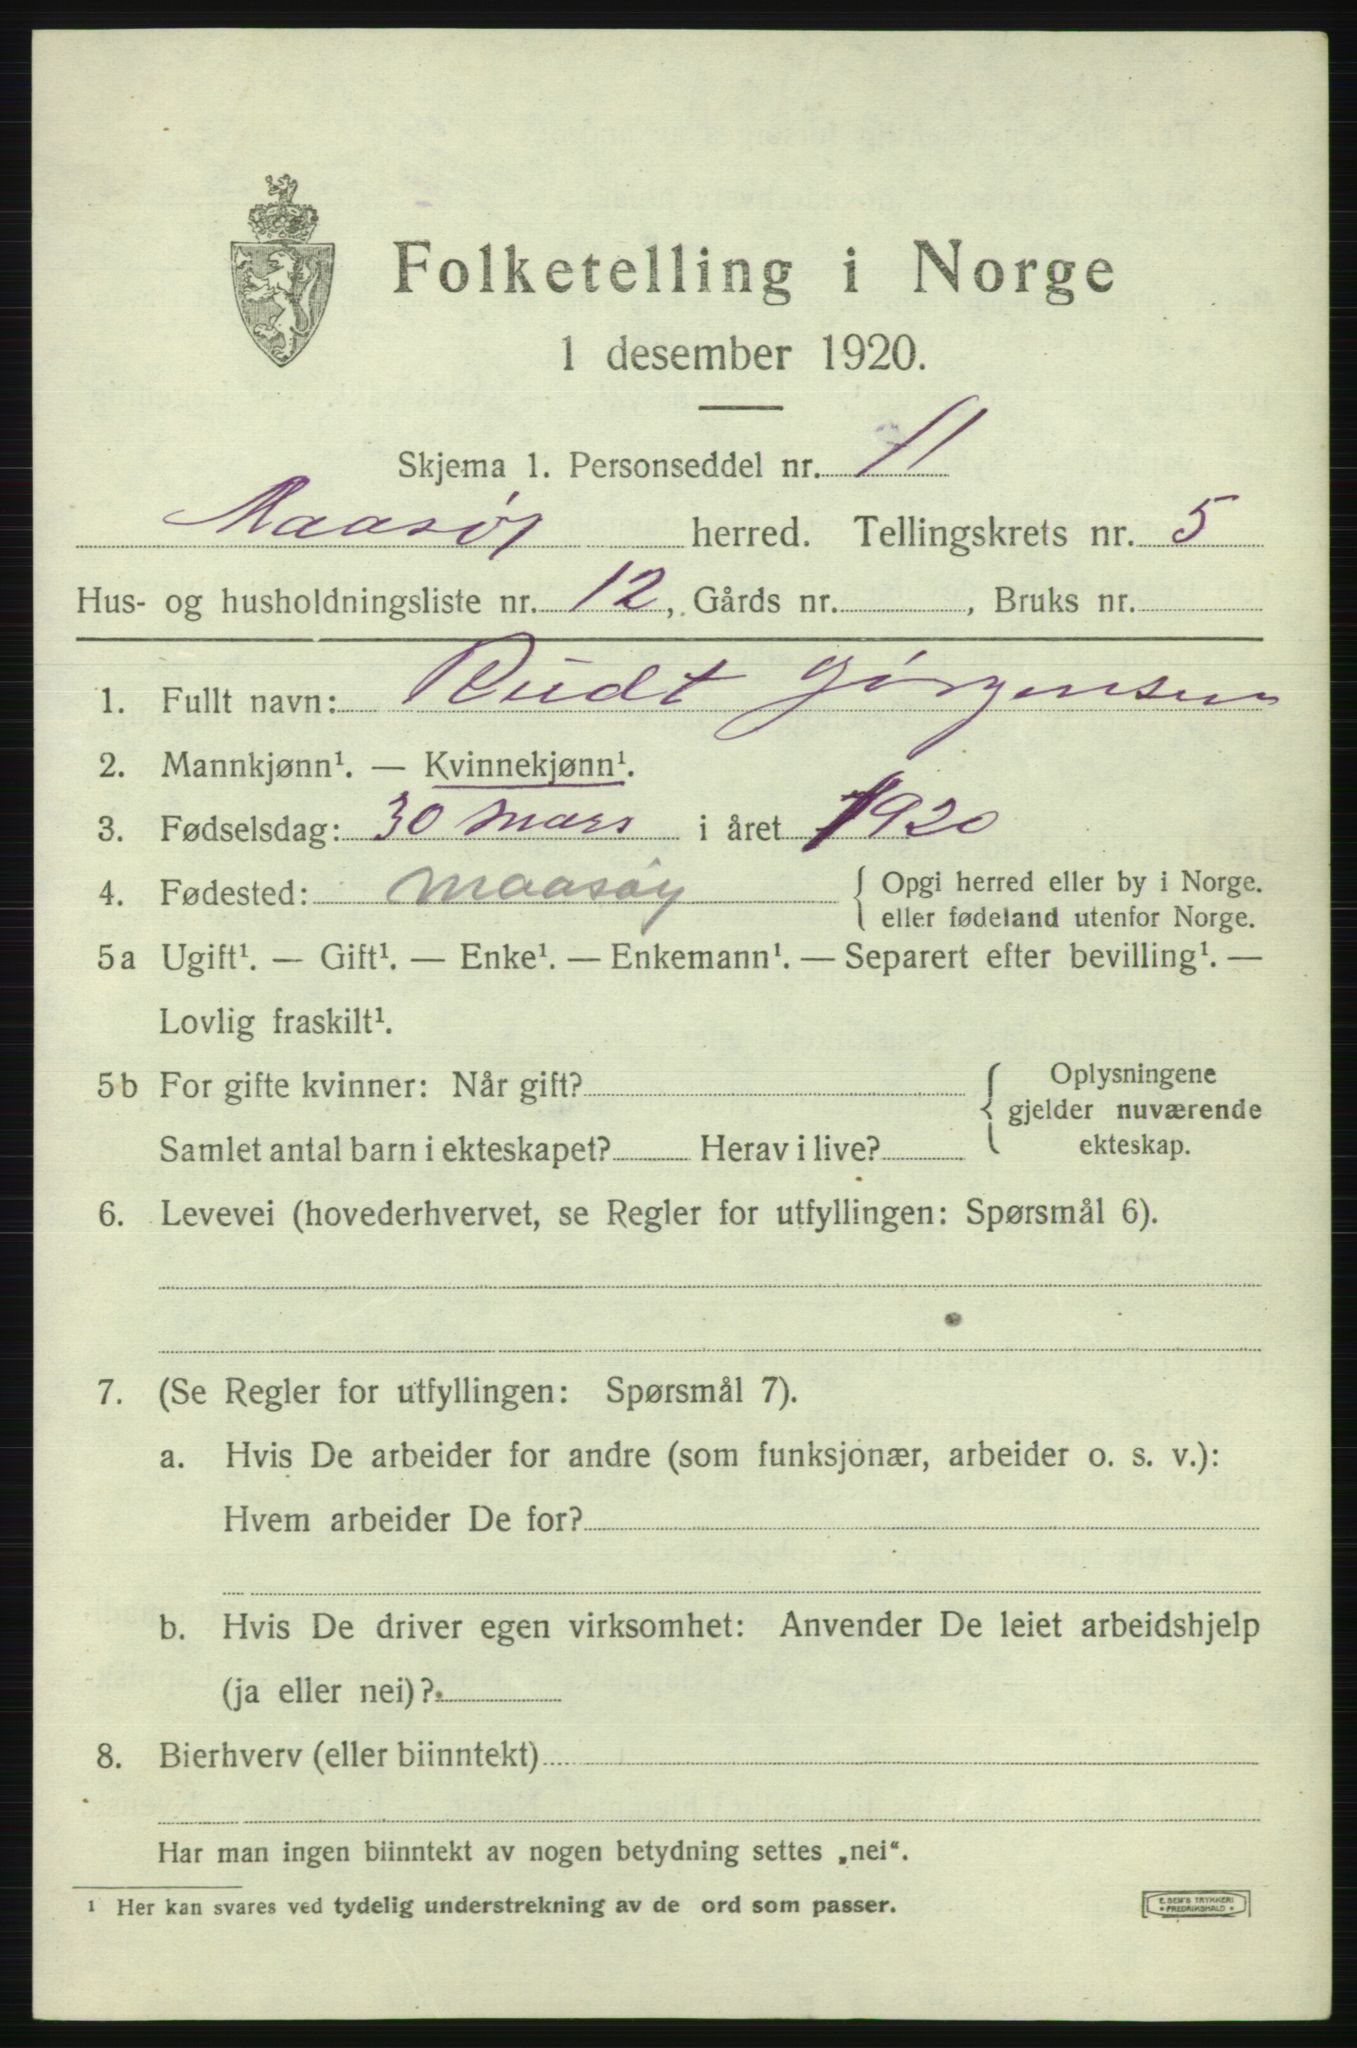 Folketelling i Norge
1 desember 1920.
Skjema 1. Personseddel nr. 11
Maasøy herred. Tellingskrets nr. 5
Hus- og husholdningsliste nr. 12, Gårds nr. , Bruks nr.
1. Fullt navn: Rudt Jørgensen
2. Mannkjønn¹. — Kvinnekjønn¹.
3. Fødselsdag: 30 mars i året 1920
4. Fødested: Maasøy { Opgi herred eller by i Norge.
eller fødeland utenfor Norge.
5a Ugift¹. — Gift¹. — Enke¹. — Enkemann¹. — Separert efter bevilling¹. —
Lovlig fraskilt¹.
5b For gifte kvinner: Når gift? { Oplysningene
gjelder nuværende
Samlet antal barn i ekteskapet? Herav i live? ekteskap.
6. Levevei (hovederhvervet, se Regler for utfyllingen: Spørsmål 6).
7. (Se Regler for utfyllingen: Spørsmål 7).
a. Hvis De arbeider for andre (som funksjonær, arbeider o. s. v.):
Hvem arbeider De for?
b. Hvis De driver egen virksomhet: Anvender De leiet arbeidshjelp
(ja eller nei)?
8. Bierhverv (eller biinntekt)
Har man ingen biinntekt av nogen betydning settes „nei“.
¹ Her kan svares ved tydelig understrekning av de ord som passer.
E. SEM'S TRYKKERI
* FREDRIKSHALD *